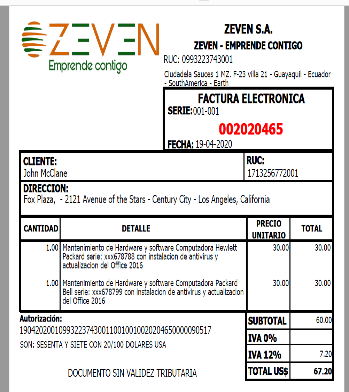 ZEVEN
Emprende contigo
ZEVEN S.A.
ZEVEN - EMPRENDE CONTIGO
RUC: 0993223743001
Ciudadela Sauces 1 MZ. F-23 villa 21 - Guayaquil - Ecuador
- SouthAmerica - Earth
FACTURA ELECTRONICA
SERIE:001-001
002020465
FECHA: 19-04-2020
CLIENTE:
John McClane
RUC:
1713256772001
DIRECCION:
Fox Plaza, - 2121 Avenue of the Stars - Century City - Los Angeles, California
CANTIDAD DETALLE PRECIO UNITARIO TOTAL
1.00 Mantenimiento de Hardware y software Computadora Hewlett 30.00 30.00
Packard serie: xxx678788 con instalacion de antivirus y
actualizacion del Office 2016
1.00 Mantenimiento de Hardware y software Computadora Packard 30.00 30.00
Bell serie: xxx678799 con instalacion de antivirus y actualizacion
del Office 2016
Autorización:
SUBTOTAL 60.00
SON: SESENTA Y SIETE CON 20/100 DOLARES USA
IVA 0%
IVA 12% 7.20
DOCUMENTO SIN VALIDEZ TRIBUTARIA
TOTAL US$ 67.20